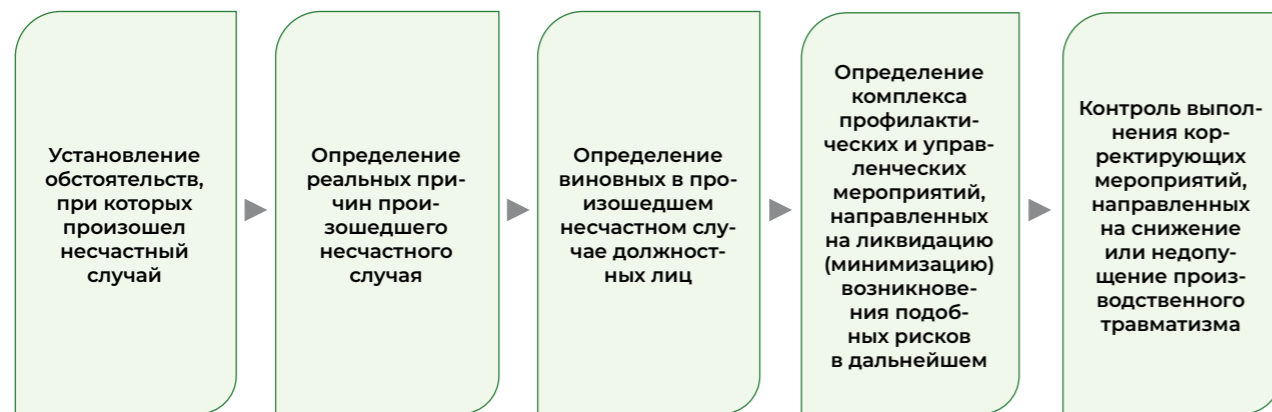 Установление
обстоятельств,
при которых
произошел
несчастный
случай
Определение
реальных при-
чин прои-
зошедшего
несчастного
случая
Определение
виновных в про-
изошедшем
несчастном слу-
чае должност-
ных лиц
Определение
комплекса
профилакти-
ческих и управ-
ленческих
мероприятий,
направленных
на ликвидацию
(минимизацию)
возникнове-
ния подоб-
ных рисков
в дальнейшем
Контроль выпол-
нения кор-
ректирующих
мероприятий,
направленных
на снижение
или недопу-
щение произ-
водственного
травматизма